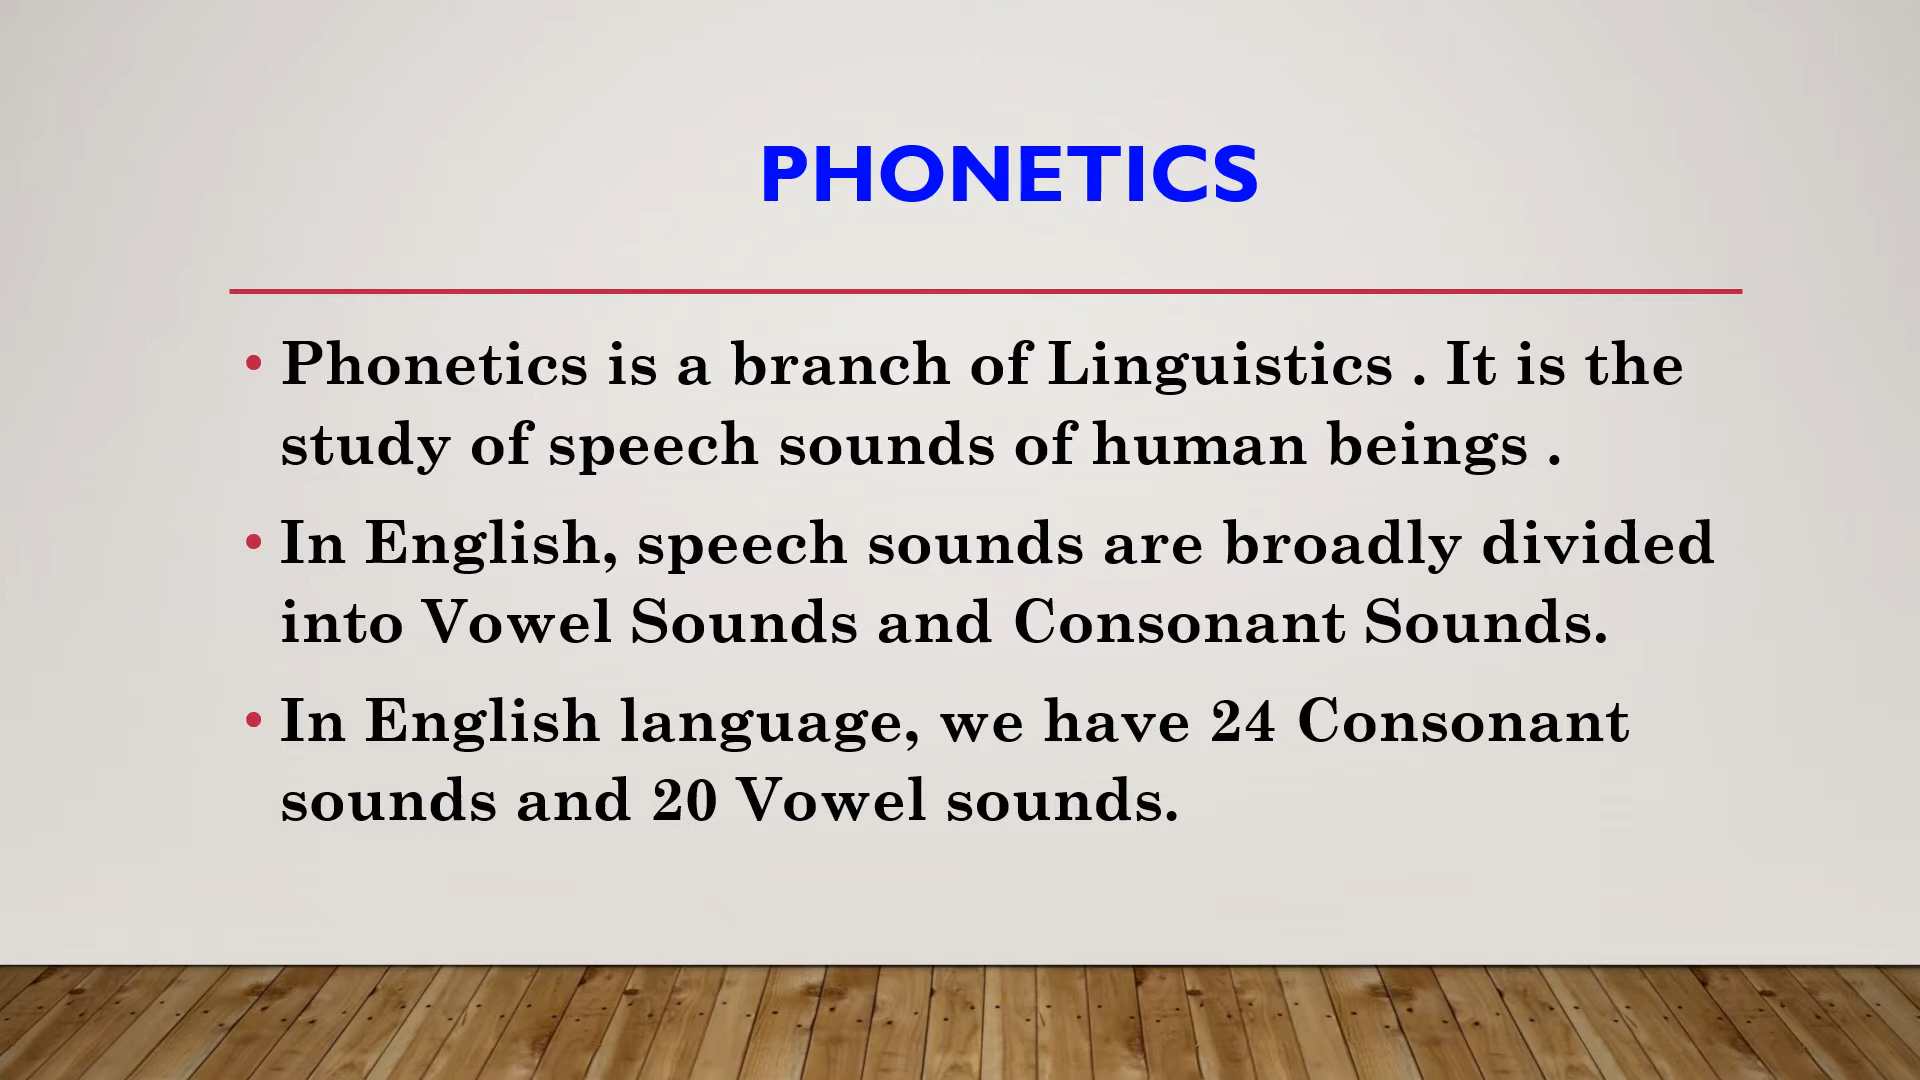 PHONETICS
• Phonetics is a branch of Linguistics . It is the
study of speech sounds of human beings .
• In English, speech sounds are broadly divided
into Vowel Sounds and Consonant Sounds.
• In English language, we have 24 Consonant
sounds and 20 Vowel sounds.